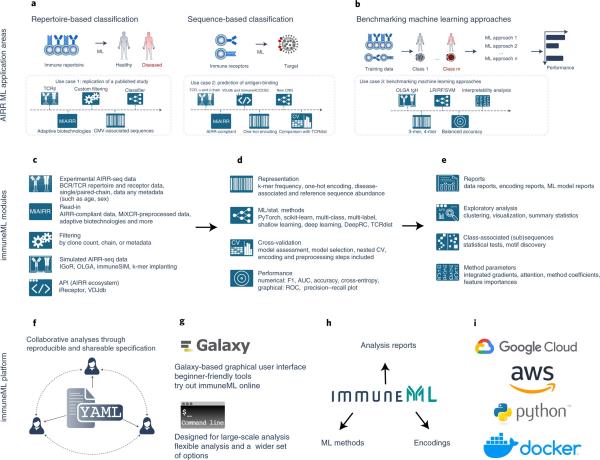 a
Repertoire-based classification
Sequence-based classification
b
Benchmarking machine learning approaches
AIRR ML application areas
ML
Immune repertoire
Healthy
Diseased
ML
Immune receptors
Target
Training data
Class 1
...
Class m
ML approach 1
ML approach 2
...
ML approach n
Performance
Use case 1: replication of a published study
TCRβ
Custom filtering
Classifier
MiAIRR
Adaptive biotechnologies
CMV-associated sequences
Use case 2: prediction of antigen-binding
AIRR-compliant
One-hot encoding
Comparison with TCRdist
Use case 3: benchmarking machine learning approaches
OLGA IgH
LR/RF/SVM
Interpretability analysis
3-mer, 4-mer
Balanced accuracy
immuneML modules
c
Experimental AIRR-seq data
BCR/TCR repertoire and receptor data,
single/paired-chain, data any metadata
(such as age, sex)
MiAIRR
Read-in
AIRR-compliant data, MiXCR-preprocessed data,
adaptive biotechnologies and more
Filtering
by clone count, chain, or metadata
Simulated AIRR-seq data
IGoR, OLGA, immuneSIM, k-mer implanting
API (AIRR ecosystem)
iReceptor, VDJdb
d
Representation
k-mer frequency, one-hot encoding, disease-
associated and reference sequence abundance
ML/stat. methods
PyTorch, scikit-learn, multi-class, multi-label,
shallow learning, deep learning, DeepRC, TCRdist
CV
Cross-validation
model assessment, model selection, nested CV,
encoding and preprocessing steps included
Performance
numerical: F1, AUC, accuracy, cross-entropy,
graphical: ROC, precision–recall plot
e
Reports
data reports, encoding reports, ML model reports
Exploratory analysis
clustering, visualization, summary statistics
Class-associated (sub)sequences
statistical tests, motif discovery
Method parameters
integrated gradients, attention, method coefficients,
feature importances
immuneML platform
f
Collaborative analyses through
reproducible and shareable specification
YAML
g
Galaxy
Galaxy-based graphical user interface
beginner-friendly tools
try out immuneML online
$_
Command line
Designed for large-scale analysis
flexible analysis and a wider set
of options
h
Analysis reports
IMMUNEML
ML methods
Encodings
i
Google Cloud
aws
python
docker